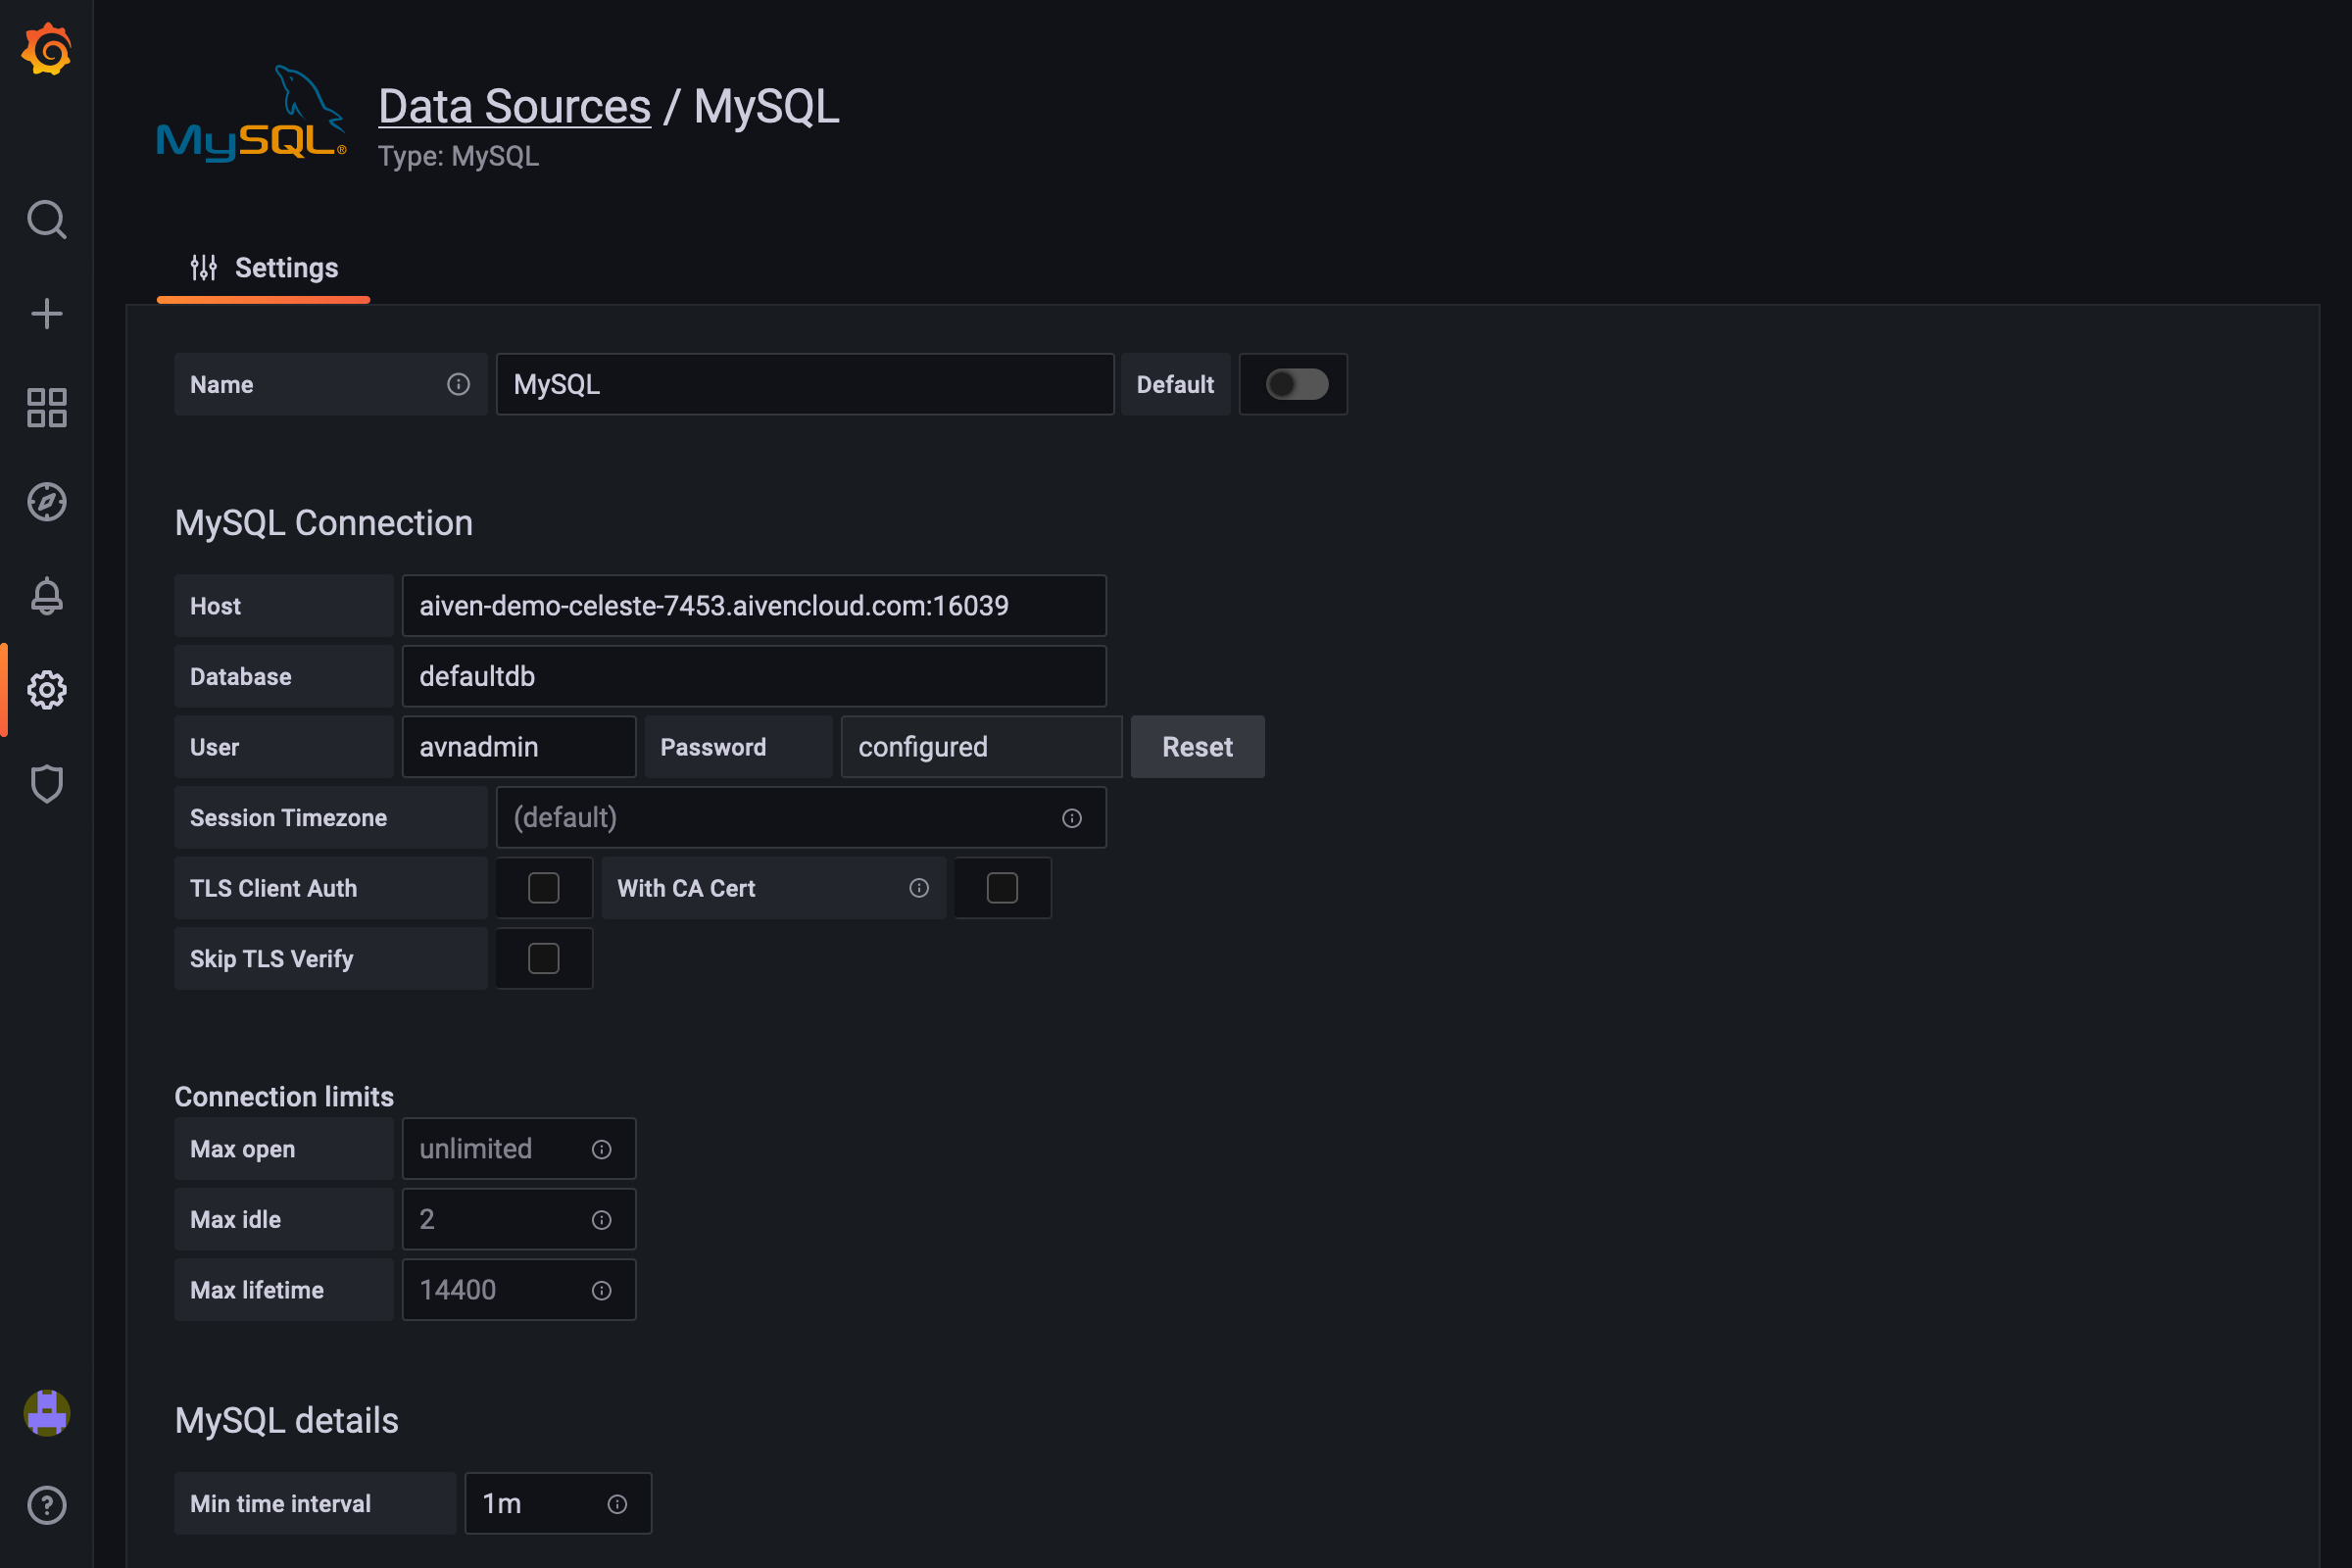 MySQL®
Data Sources / MySQL
Type: MySQL
Settings
Name MySQL Default
MySQL Connection
Host aiven-demo-celeste-7453.aivencloud.com:16039
Database defaultdb
User avnadmin Password configured Reset
Session Timezone (default)
TLS Client Auth With CA Cert
Skip TLS Verify
Connection limits
Max open unlimited
Max idle 2
Max lifetime 14400
MySQL details
Min time interval 1m